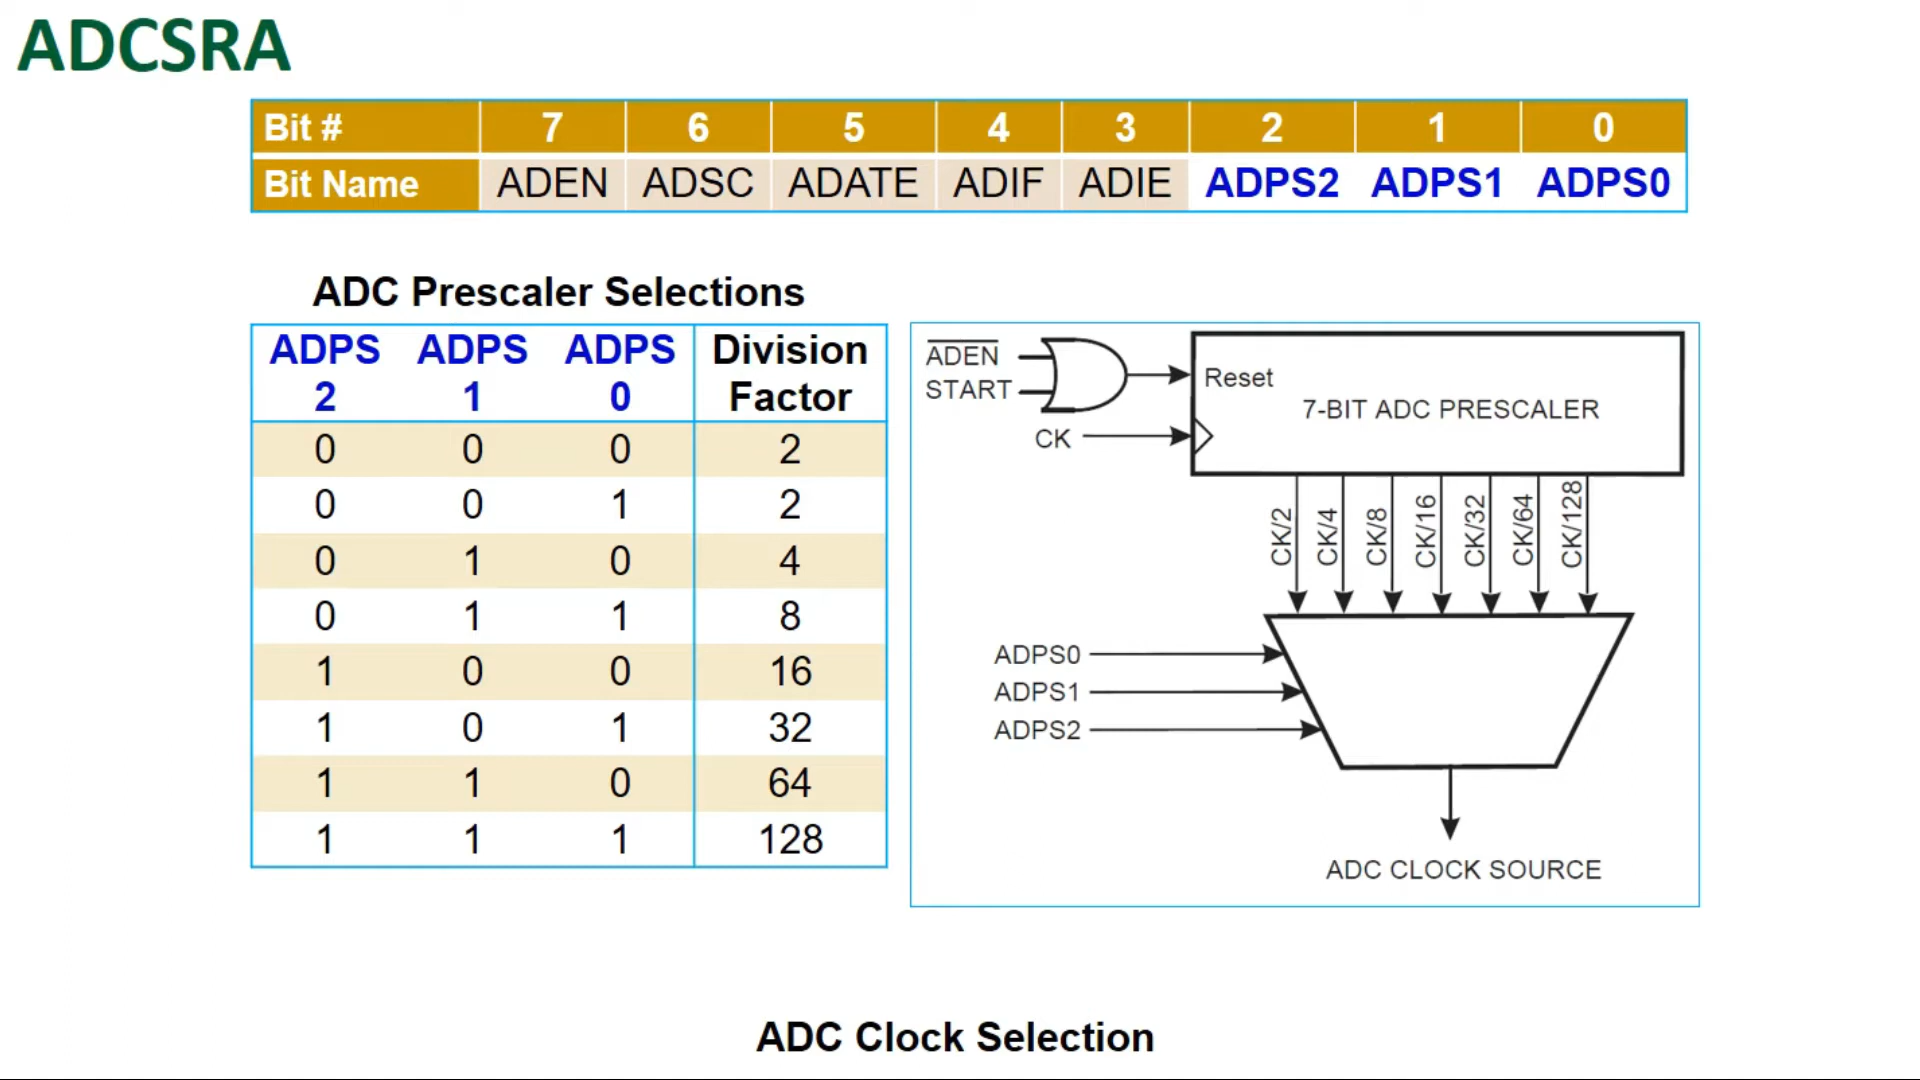 ADCSRA
Bit # 7 6 5 4 3 2 1 0
Bit Name ADEN ADSC ADATE ADIF ADIE ADPS2 ADPS1 ADPS0
ADC Prescaler Selections
ADPS ADPS ADPS Division
2 1 0 Factor
0 0 0 2
0 0 1 2
0 1 0 4
0 1 1 8
1 0 0 16
1 0 1 32
1 1 0 64
1 1 1 128
ADEN
START
CK
Reset
7-BIT ADC PRESCALER
CK/2
CK/4
CK/8
CK/16
CK/32
CK/64
CK/128
ADPS0
ADPS1
ADPS2
ADC CLOCK SOURCE
ADC Clock Selection